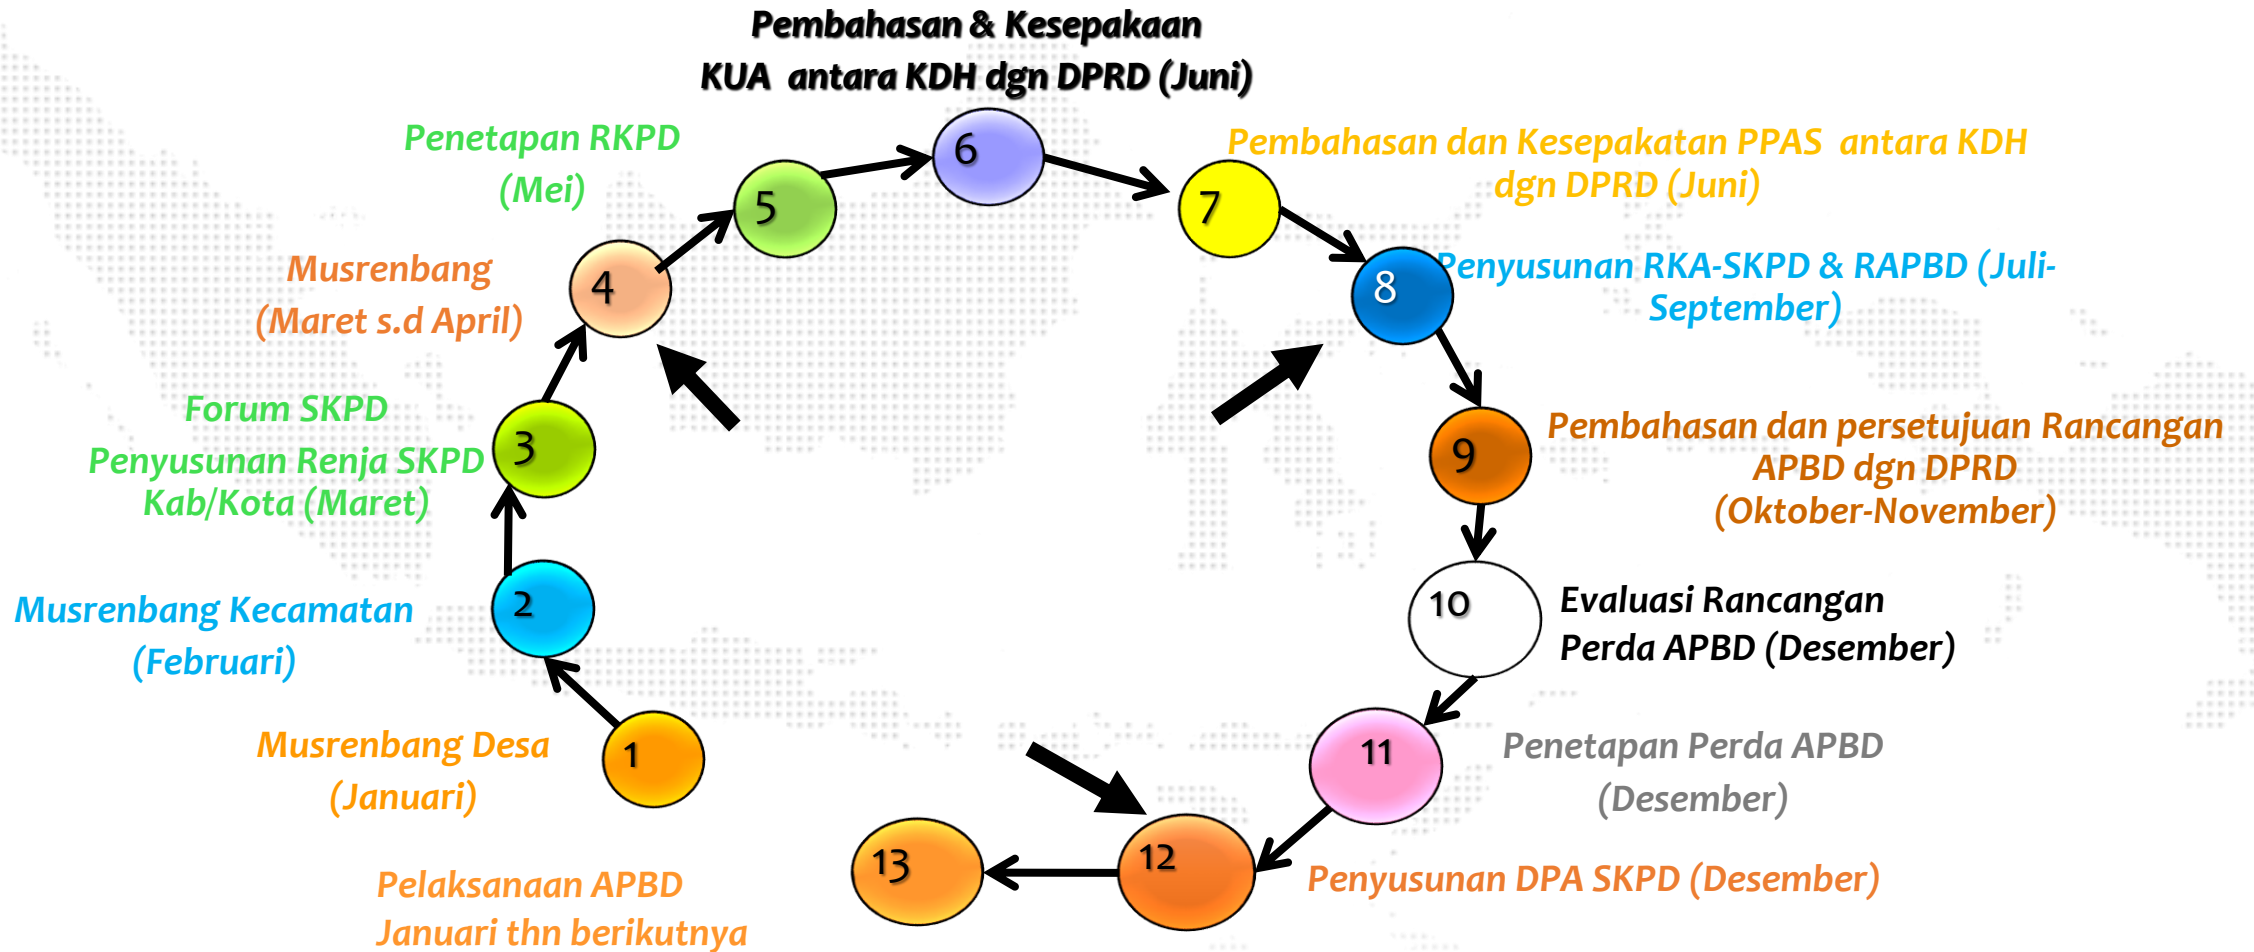 Pembahasan & Kesepakaan
KUA antara KDH dgn DPRD (Juni)
6
Penetapan RKPD
(Mei)
5
Pembahasan dan Kesepakatan PPAS antara KDH
dgn DPRD (Juni)
7
Musrenbang
(Maret s.d April)
4
Penyusunan RKA-SKPD & RAPBD (Juli-
September)
8
Forum SKPD
Penyusunan Renja SKPD
Kab/Kota (Maret)
3
Pembahasan dan persetujuan Rancangan
APBD dgn DPRD
(Oktober-November)
9
Musrenbang Kecamatan
(Februari)
2
10
Evaluasi Rancangan
Perda APBD (Desember)
Musrenbang Desa
(Januari)
1
11
Penetapan Perda APBD
(Desember)
Pelaksanaan APBD
Januari thn berikutnya
13
12
Penyusunan DPA SKPD (Desember)